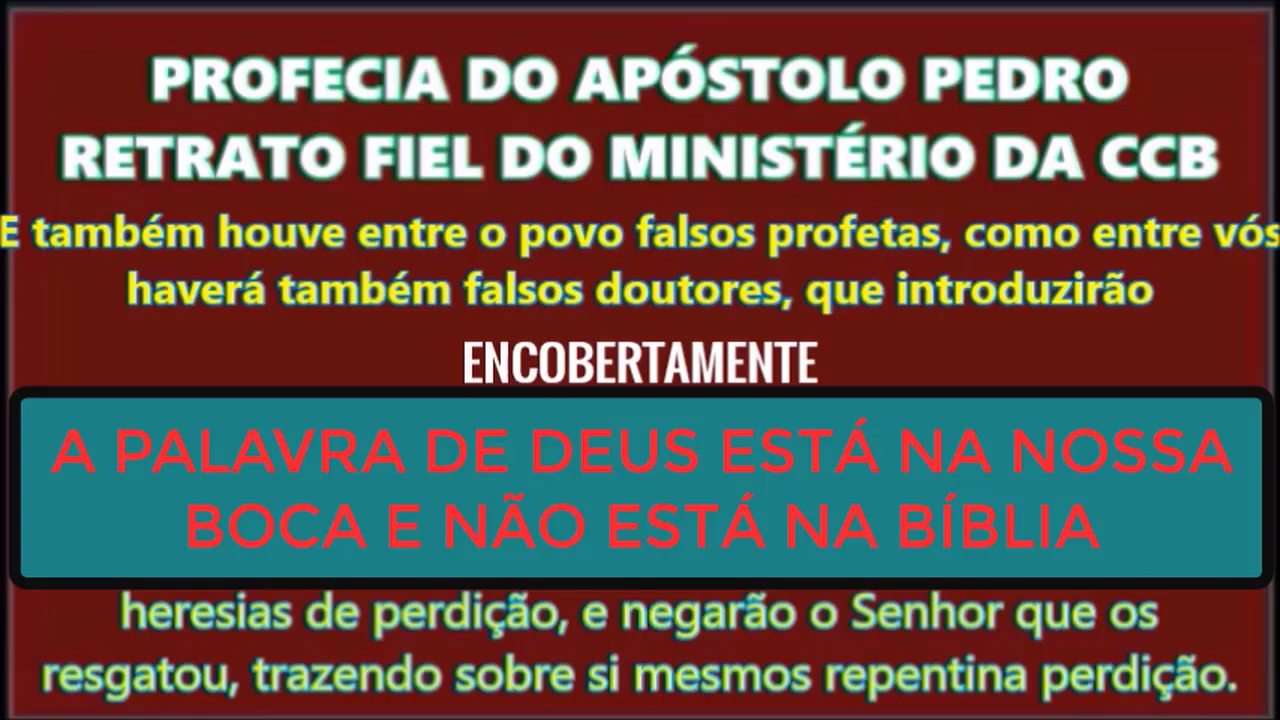 PROFECIA DO APÓSTOLO PEDRO
RETRATO FIEL DO MINISTÉRIO DA CCB
E também houve entre o povo falsos profetas, como entre vós
haverá também falsos doutores, que introduzirão
ENCOBERTAMENTE
A PALAVRA DE DEUS ESTÁ NA NOSSA
BOCA E NÃO ESTÁ NA BÍBLIA
heresias de perdição, e negarão o Senhor que os
resgatou, trazendo sobre si mesmos repentina perdição.